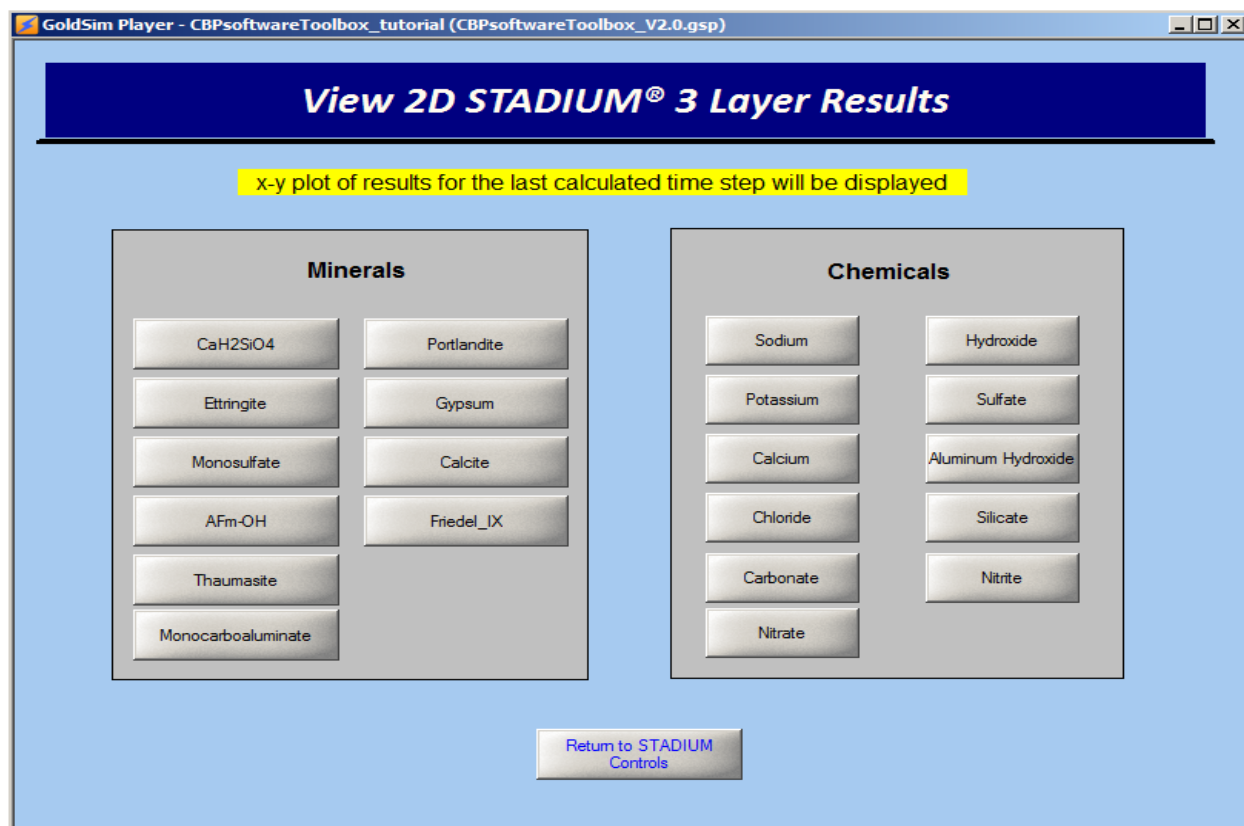 GoldSim Player - CBPsoftwareToolbox_tutorial (CBPsoftwareToolbox_V2.0.gsp)
View 2D STADIUM® 3 Layer Results
x-y plot of results for the last calculated time step will be displayed
Minerals
CaH2SiO4
Portlandite
Ettringite
Gypsum
Monosulfate
Calcite
AFm-OH
Friedel_IX
Thaumasite
Monocarboaluminate
Chemicals
Sodium
Hydroxide
Potassium
Sulfate
Calcium
Aluminum Hydroxide
Chloride
Silicate
Carbonate
Nitrite
Nitrate
Return to STADIUM
Controls